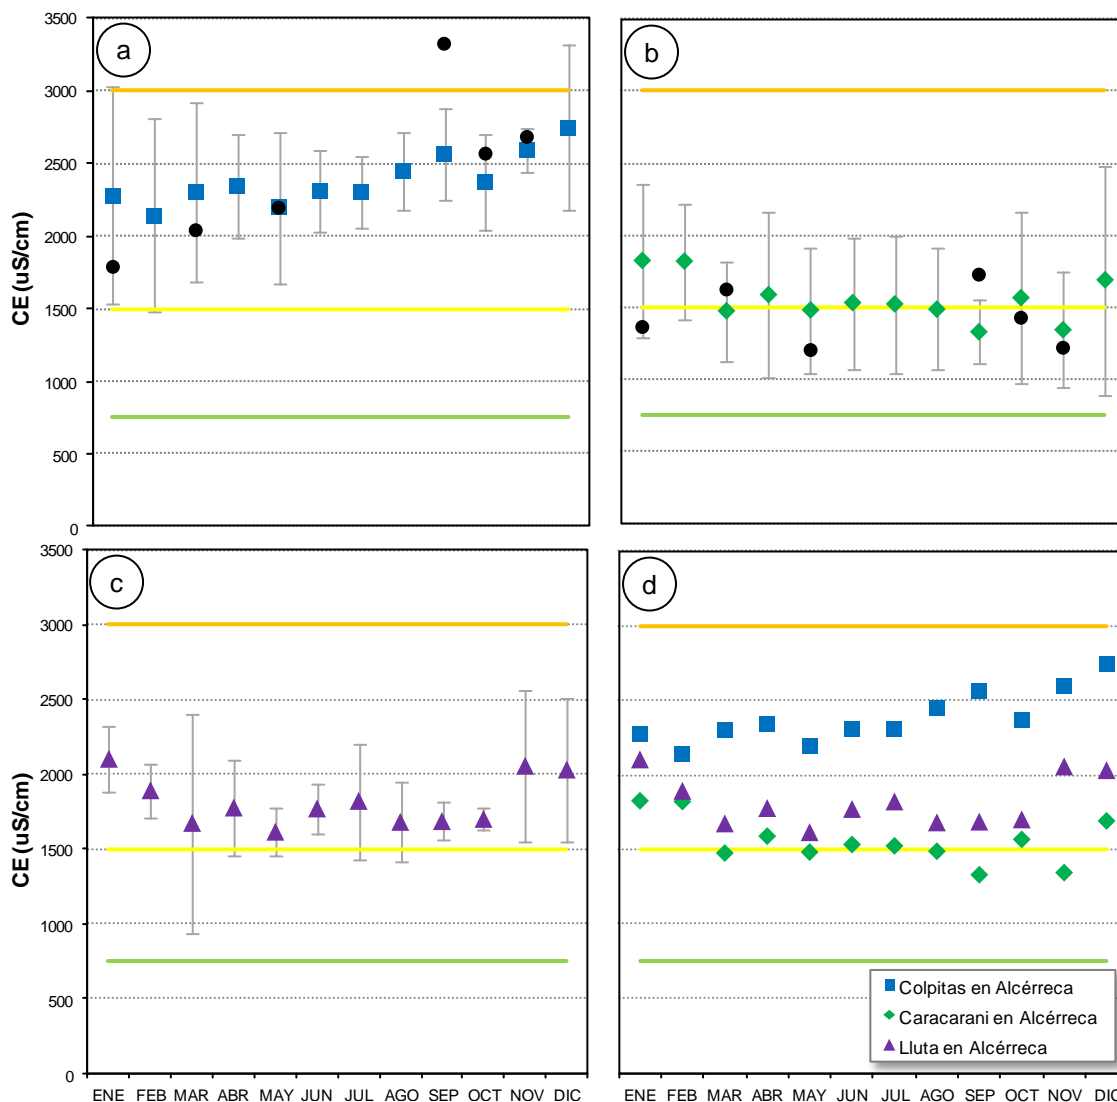 3500
3000
2500
2000
1500
1000
500
0
CE (uS/cm)
a
b
3500
3000
2500
2000
1500
1000
500
0
CE (uS/cm)
c
d
Colpitas en Alcérreca
Caracarani en Alcérreca
Lluta en Alcérreca
ENE FEB MAR ABR MAY JUN JUL AGO SEP OCT NOV DIC
ENE FEB MAR ABR MAY JUN JUL AGO SEP OCT NOV DIC